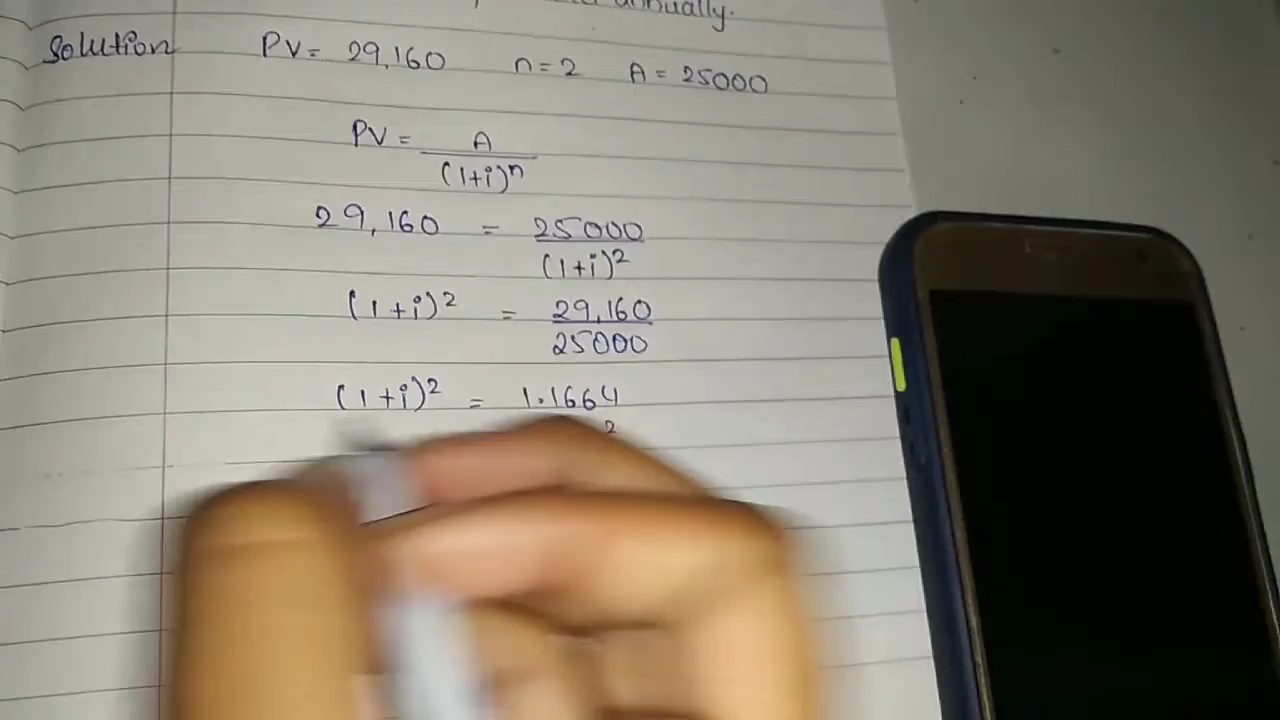 annually.
Solution PV= 29,160 n=2 A= 25000
PV= A
(1+i)^n
29,160 = 25000
(1+i)^2
(1+i)^2 = 29,160
25000
(1+i)^2 = 1.1664
2